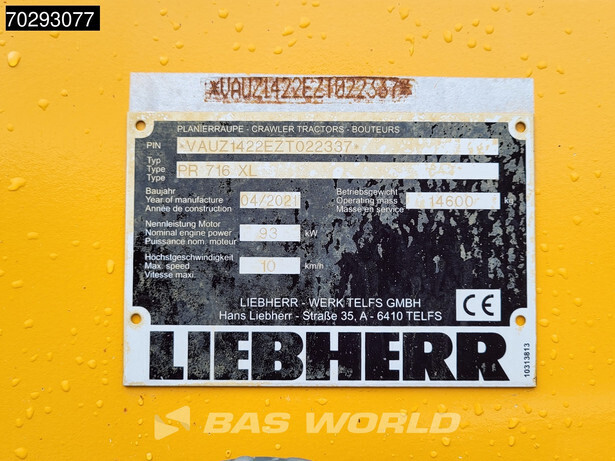 70293077
*VAUZ1422EZT022337*
PLANIERRAUPE - CRAWLER TRACTORS - BOUTEURS
PIN *VAUZ1422EZT022337*
Typ
Type
Type PR 716 XL
Baujahr
Year of manufacture 04/2021
Année de construction
Betriebsgewicht
Operating mass 14600 kg
Masse en service
Nennleistung Motor
Nominal engine power 93 kW
Puissance nom. moteur
Höchstgeschwindigkeit
Max. speed 10 km/h
Vitesse maxi.
LIEBHERR - WERK TELFS GMBH
Hans Liebherr - Straße 35, A - 6410 TELFS
CE
LIEBHERR
10313813
BAS WORLD